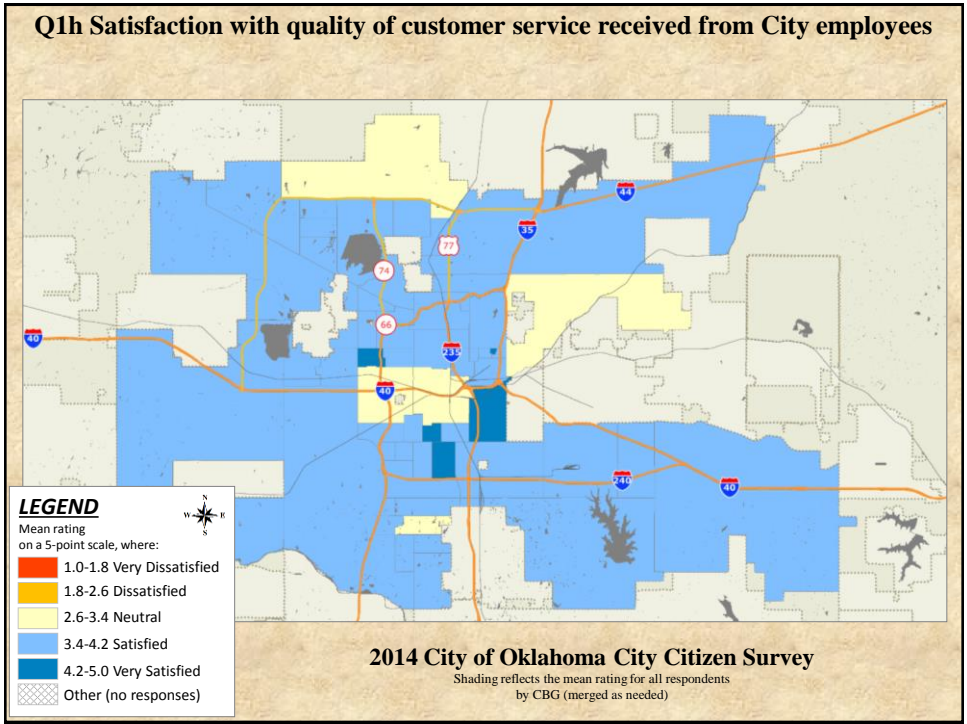 Q1h Satisfaction with quality of customer service received from City employees
44
35
77
74
66
40
235
40
240
40
LEGEND
N
W E
S
Mean rating
on a 5-point scale, where:
1.0-1.8 Very Dissatisfied
1.8-2.6 Dissatisfied
2.6-3.4 Neutral
3.4-4.2 Satisfied
4.2-5.0 Very Satisfied
Other (no responses)
2014 City of Oklahoma City Citizen Survey
Shading reflects the mean rating for all respondents
by CBG (merged as needed)